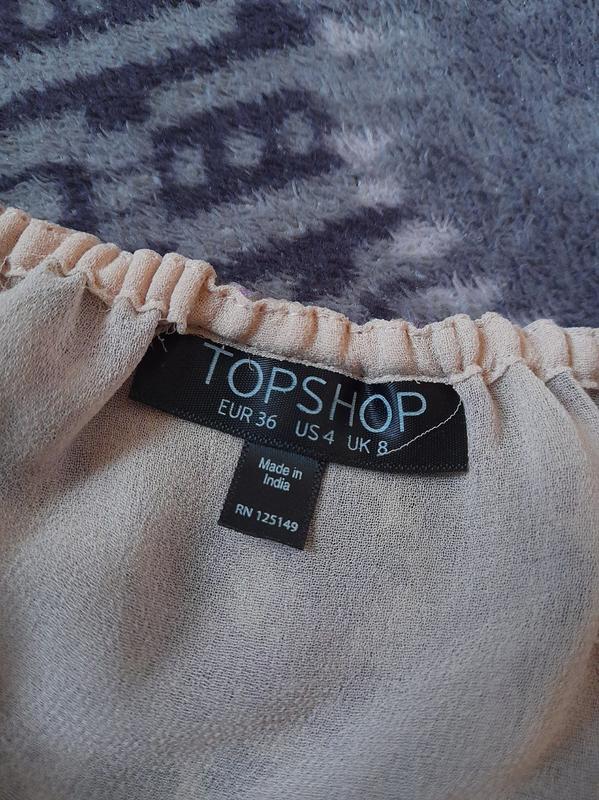 TOPSHOP
EUR 36 US 4 UK 8
Made in
India
RN 125149